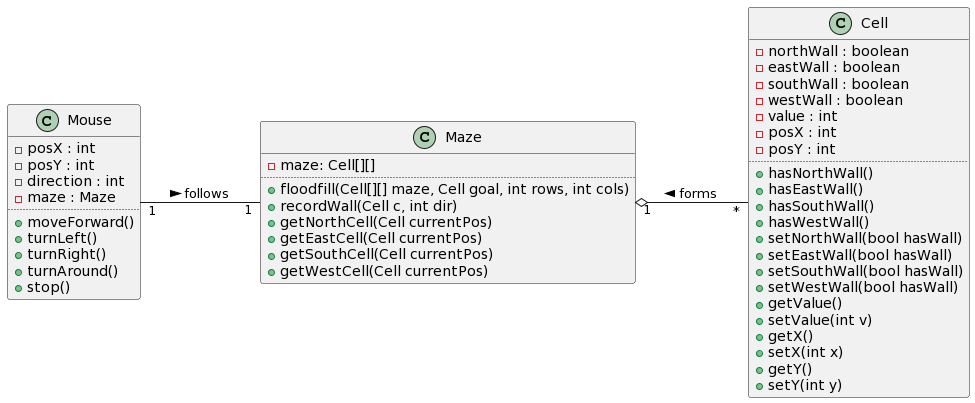 C Mouse
posX : int
posY : int
direction : int
maze : Maze
moveForward()
turnLeft()
turnRight()
turnAround()
stop()
follows
1
1
C Maze
maze: Cell[][]
floodfill(Cell[][] maze, Cell goal, int rows, int cols)
recordWall(Cell c, int dir)
getNorthCell(Cell currentPos)
getEastCell(Cell currentPos)
getSouthCell(Cell currentPos)
getWestCell(Cell currentPos)
forms
1
*
C Cell
northWall : boolean
eastWall : boolean
southWall : boolean
westWall : boolean
value : int
posX : int
posY : int
hasNorthWall()
hasEastWall()
hasSouthWall()
hasWestWall()
setNorthWall(bool hasWall)
setEastWall(bool hasWall)
setSouthWall(bool hasWall)
setWestWall(bool hasWall)
getValue()
setValue(int v)
getX()
setX(int x)
getY()
setY(int y)